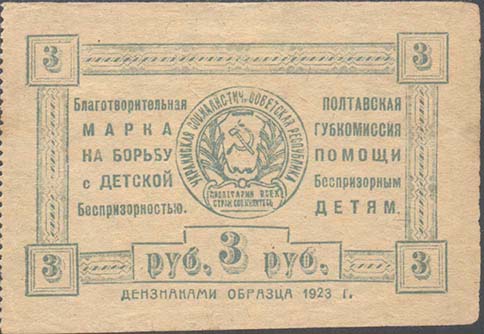 3 3
Благотворительная
МАРКА
НА БОРЬБУ
с ДЕТСКОЙ
Беспризорностью.
УКРАИНСКАЯ СОЦИАЛИСТИЧ. СОВЕТСКАЯ РЕСПУБЛИКА
ПРОЛЕТАРИИ ВСЕХ
СТРАН СОЕДИНЯЙТЕСЬ
ПОЛТАВСКАЯ
ГУБКОМИССИЯ
ПОМОЩИ
Беспризорным
ДЕТЯМ.
3 руб. 3 руб. 3
ДЕНЗНАКАМИ ОБРАЗЦА 1923 г.